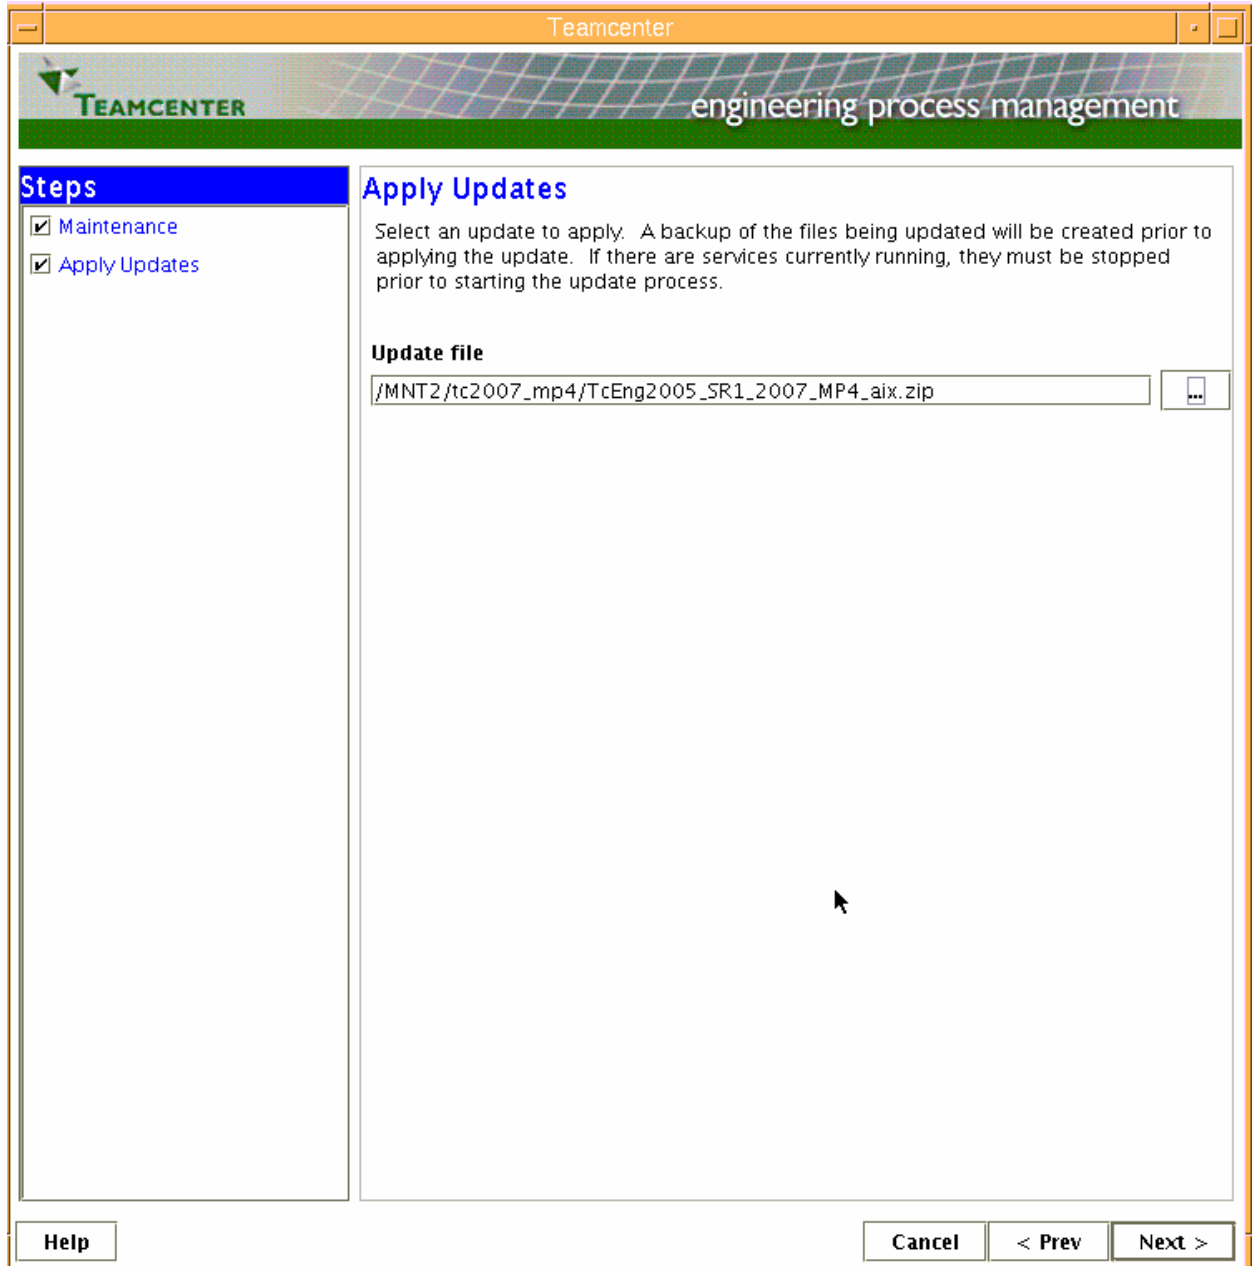 Teamcenter
TEAMCENTER
engineering process management
Steps
Maintenance
Apply Updates
Apply Updates
Select an update to apply.  A backup of the files being updated will be created prior to
applying the update.  If there are services currently running, they must be stopped
prior to starting the update process.
Update file
/MNT2/tc2007_mp4/TcEng2005_SR1_2007_MP4_aix.zip
...
Help
Cancel
< Prev
Next >